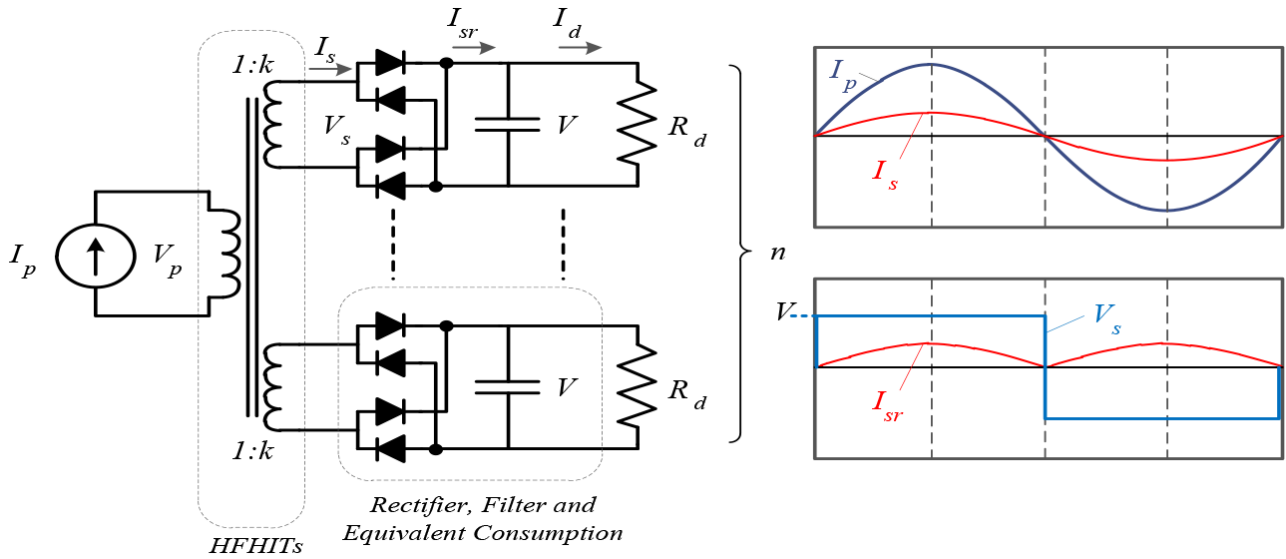 I_sr
I_d
I_s
1:k
V_s
V
R_d
I_p
V_p
n
V
R_d
1:k
Rectifier, Filter and
Equivalent Consumption
HFHITs
I_p
I_s
V
V_s
I_sr